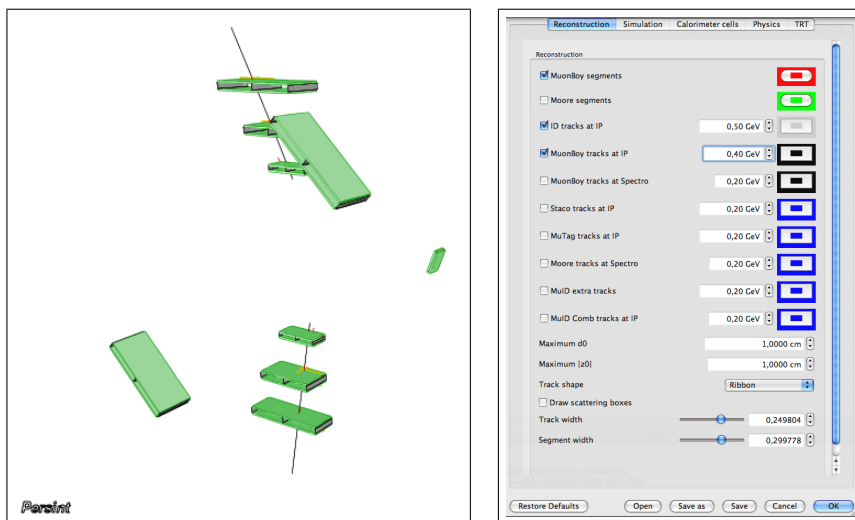 Persint
Reconstruction Simulation Calorimeter cells Physics TRT
Reconstruction
MuonBoy segments
Moore segments
ID tracks at IP 0,50 GeV
MuonBoy tracks at IP 0,40 GeV
MuonBoy tracks at Spectro 0,20 GeV
Staco tracks at IP 0,20 GeV
MuTag tracks at IP 0,20 GeV
Moore tracks at Spectro 0,20 GeV
MuID extra tracks 0,20 GeV
MuID Comb tracks at IP 0,20 GeV
Maximum d0 1,0000 cm
Maximum |z0| 1,0000 cm
Track shape Ribbon
Draw scattering boxes
Track width 0,249804
Segment width 0,299778
Restore Defaults Open Save as Save Cancel OK